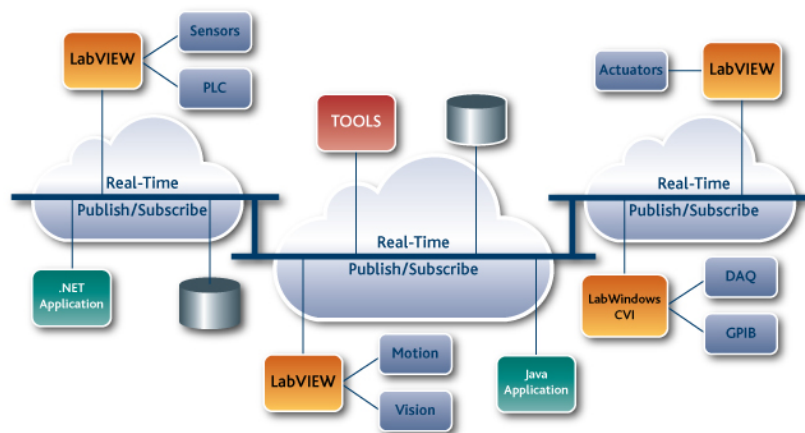 Sensors
LabVIEW
PLC
Real-Time
Publish/Subscribe
.NET
Application
TOOLS
Real-Time
Publish/Subscribe
LabVIEW
Motion
Vision
Java
Application
Actuators
LabVIEW
Real-Time
Publish/Subscribe
LabWindows
CVI
DAQ
GPIB